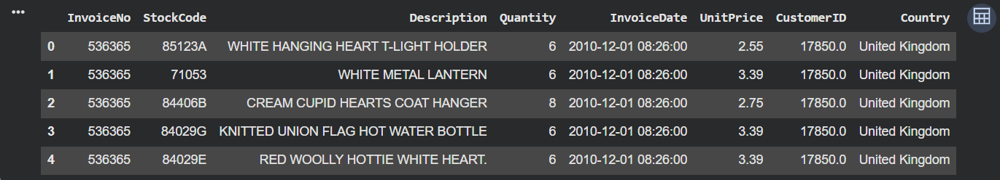 InvoiceNo StockCode Description Quantity InvoiceDate UnitPrice CustomerID Country
0 536365 85123A WHITE HANGING HEART T-LIGHT HOLDER 6 2010-12-01 08:26:00 2.55 17850.0 United Kingdom
1 536365 71053 WHITE METAL LANTERN 6 2010-12-01 08:26:00 3.39 17850.0 United Kingdom
2 536365 84406B CREAM CUPID HEARTS COAT HANGER 8 2010-12-01 08:26:00 2.75 17850.0 United Kingdom
3 536365 84029G KNITTED UNION FLAG HOT WATER BOTTLE 6 2010-12-01 08:26:00 3.39 17850.0 United Kingdom
4 536365 84029E RED WOOLLY HOTTIE WHITE HEART. 6 2010-12-01 08:26:00 3.39 17850.0 United Kingdom